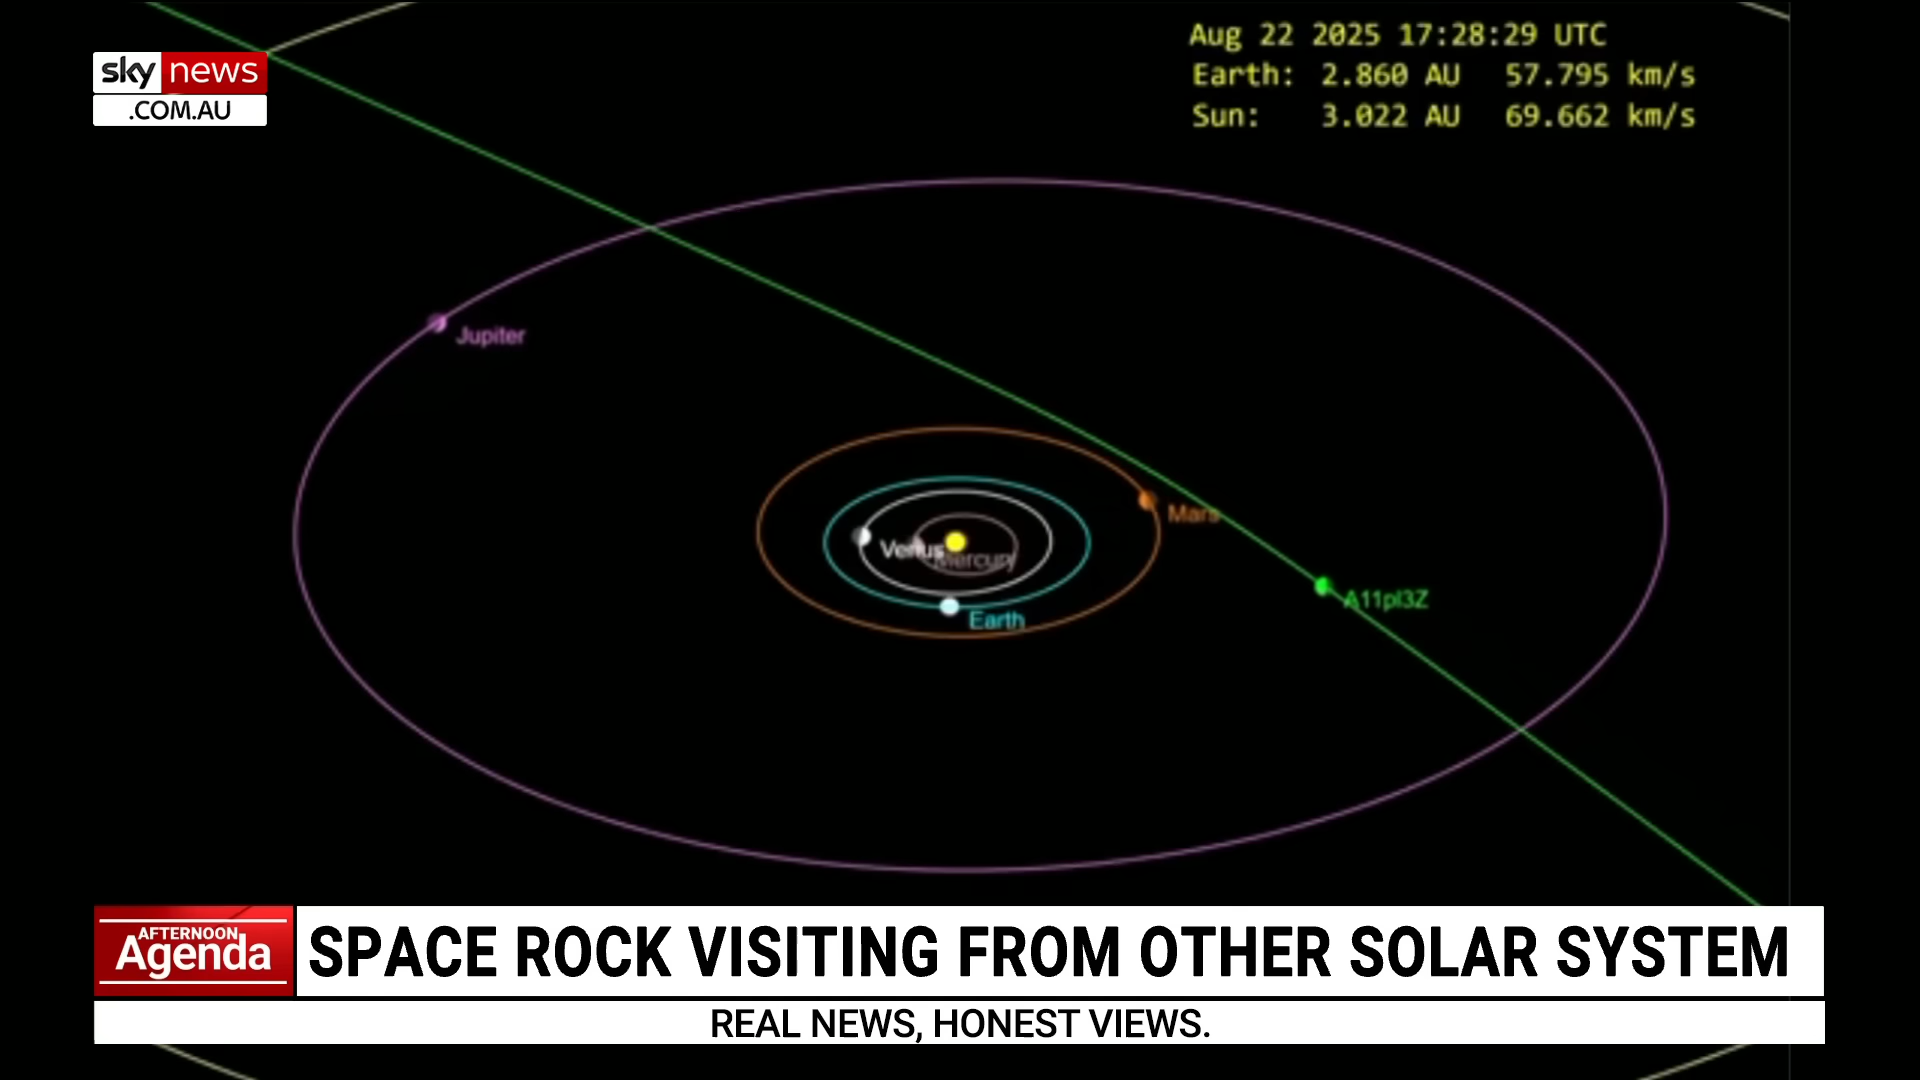 Aug 22 2025 17:28:29 UTC
Earth: 2.860 AU 57.795 km/s
Sun: 3.022 AU 69.662 km/s
sky news
.COM.AU
Jupiter
Mars
Venus
Mercury
A11pl3Z
Earth
AFTERNOON
Agenda
SPACE ROCK VISITING FROM OTHER SOLAR SYSTEM
REAL NEWS, HONEST VIEWS.